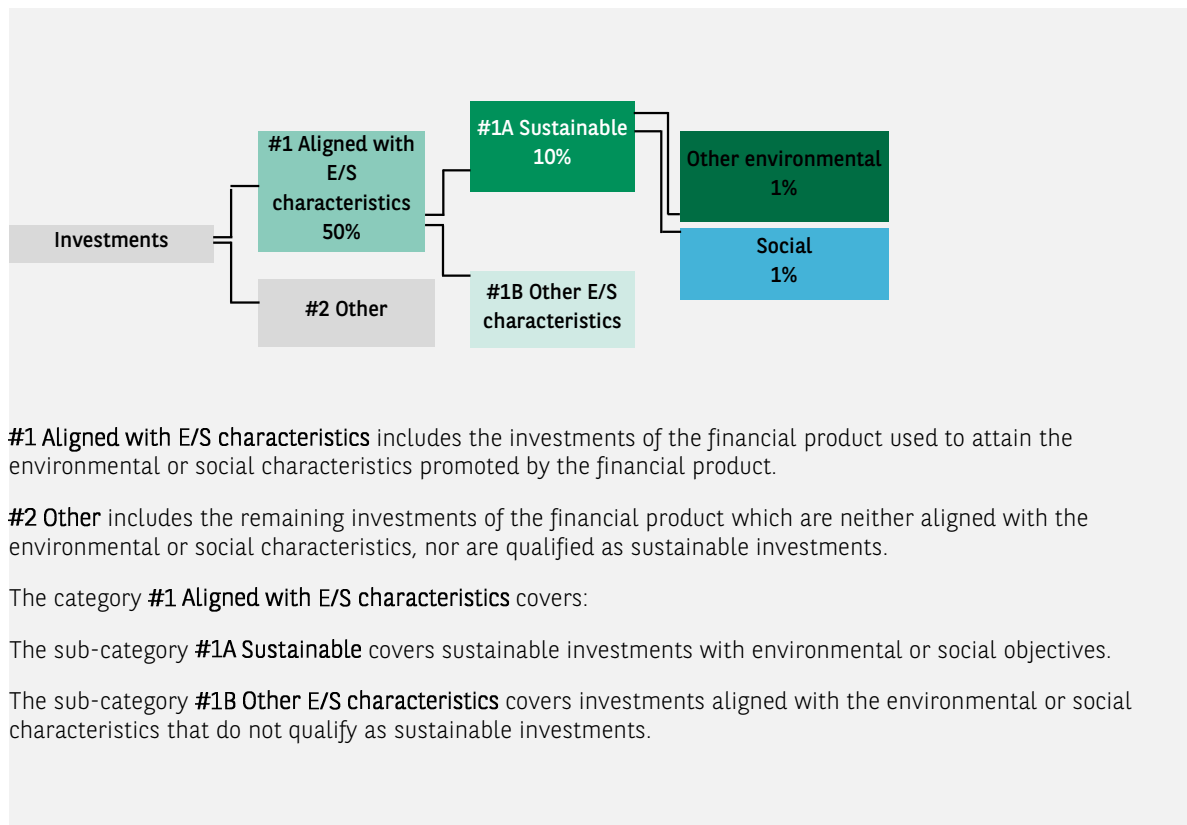 Investments
#1 Aligned with
E/S
characteristics
50%
#2 Other
#1A Sustainable
10%
#1B Other E/S
characteristics
Other environmental
1%
Social
1%
#1 Aligned with E/S characteristics includes the investments of the financial product used to attain the
environmental or social characteristics promoted by the financial product.
#2 Other includes the remaining investments of the financial product which are neither aligned with the
environmental or social characteristics, nor are qualified as sustainable investments.
The category #1 Aligned with E/S characteristics covers:
The sub-category #1A Sustainable covers sustainable investments with environmental or social objectives.
The sub-category #1B Other E/S characteristics covers investments aligned with the environmental or social
characteristics that do not qualify as sustainable investments.